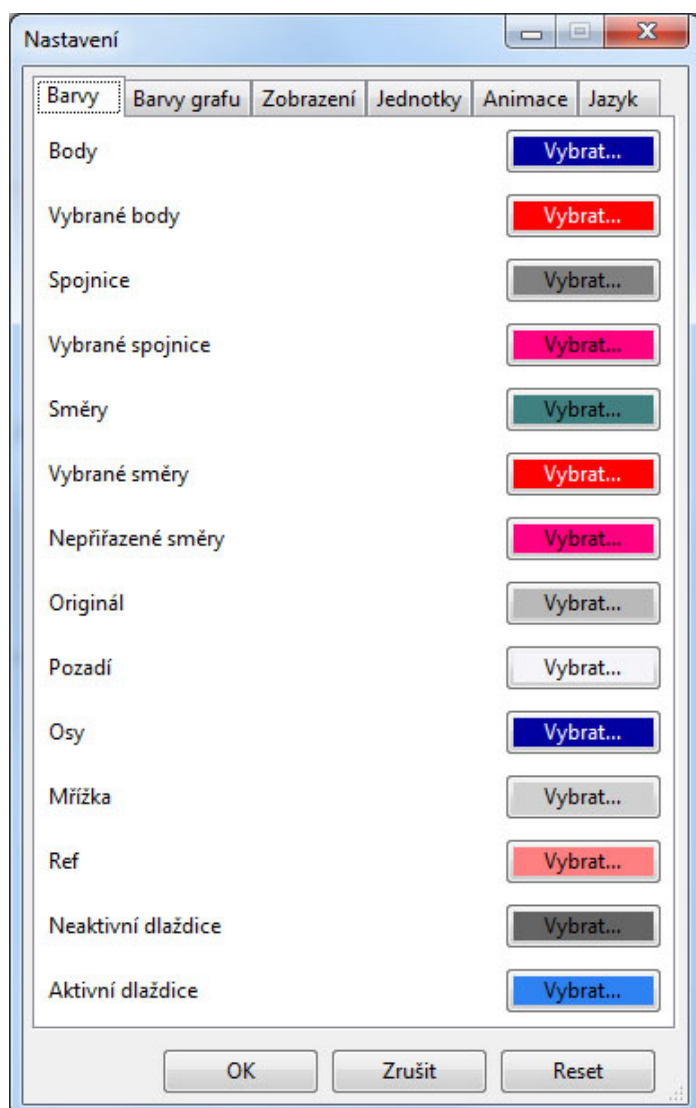 Nastavení
Barvy Barvy grafu Zobrazení Jednotky Animace Jazyk
Body Vybrat...
Vybrané body Vybrat...
Spojnice Vybrat...
Vybrané spojnice Vybrat...
Směry Vybrat...
Vybrané směry Vybrat...
Nepřiřazené směry Vybrat...
Originál Vybrat...
Pozadí Vybrat...
Osy Vybrat...
Mřížka Vybrat...
Ref Vybrat...
Neaktivní dlaždice Vybrat...
Aktivní dlaždice Vybrat...
OK Zrušit Reset